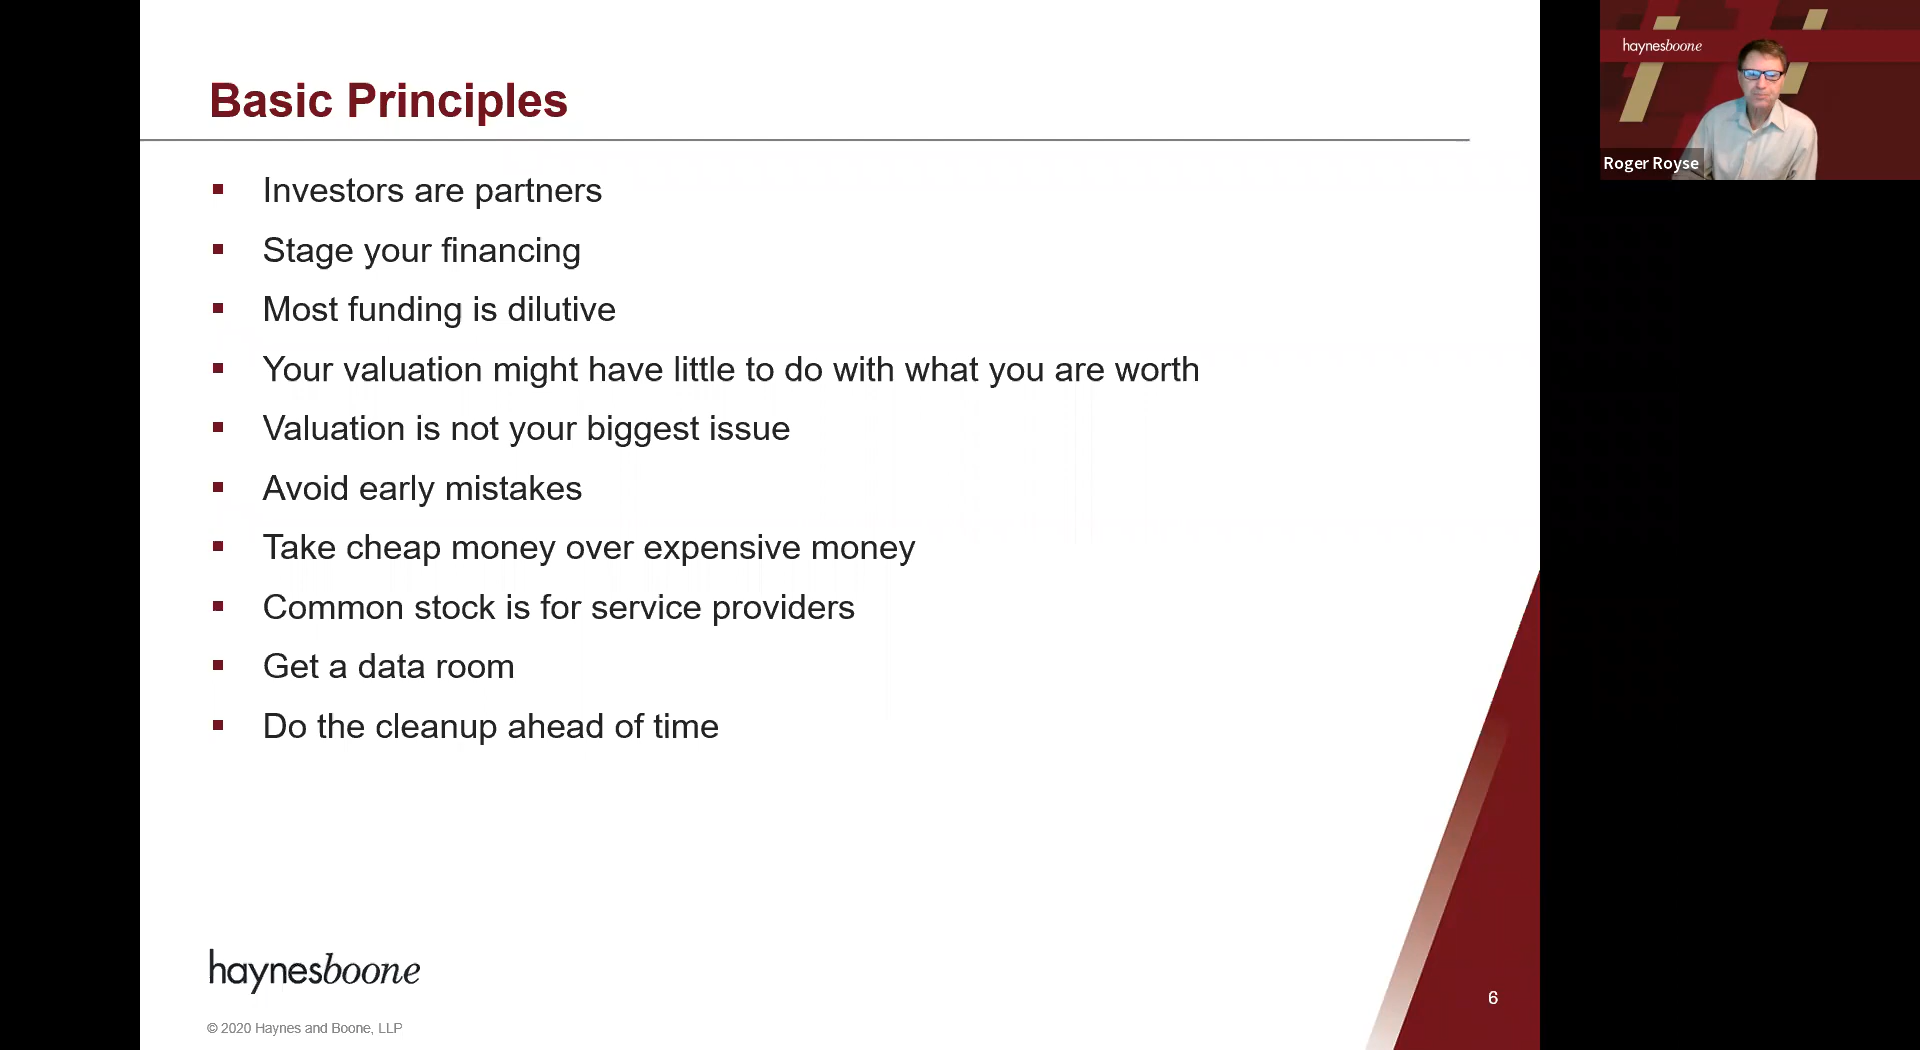 Basic Principles
Investors are partners
Stage your financing
Most funding is dilutive
Your valuation might have little to do with what you are worth
Valuation is not your biggest issue
Avoid early mistakes
Take cheap money over expensive money
Common stock is for service providers
Get a data room
Do the cleanup ahead of time
haynesboone
© 2020 Haynes and Boone, LLP
6
haynesboone
Roger Royse